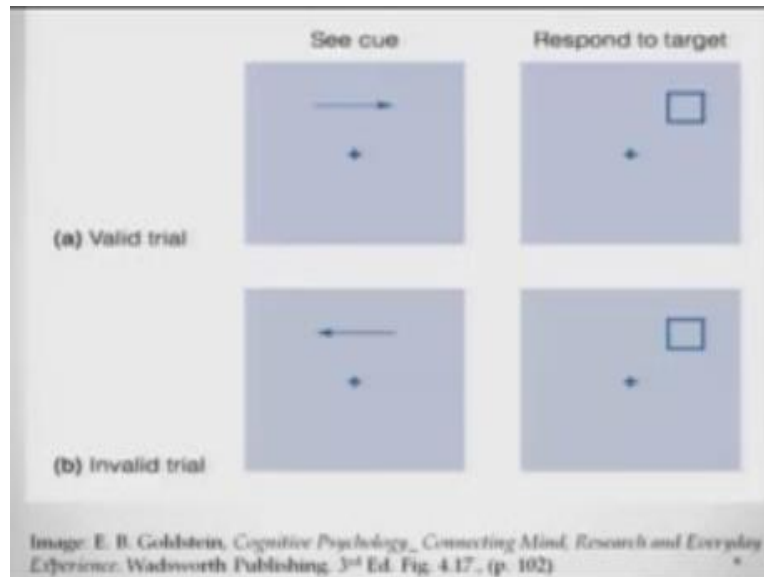 See cue Respond to target
(a) Valid trial
(b) Invalid trial
Image: E. B. Goldstein, Cognitive Psychology_ Connecting Mind, Research and Everyday
Experience. Wadsworth Publishing. 3rd Ed. Fig. 4.17., (p. 102)